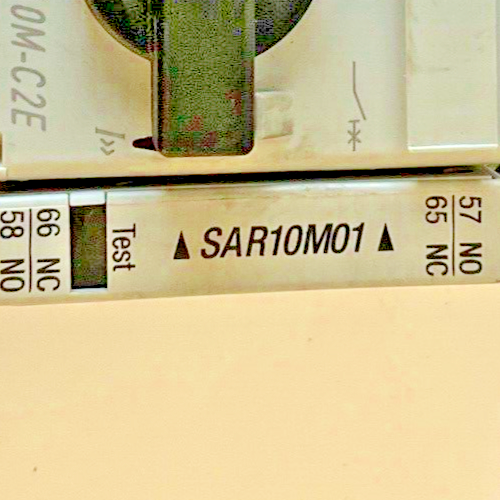 0M-C2E
I»
66 NC
58 NO
Test
▲ SAR10M01 ▲
57 NO
65 NC